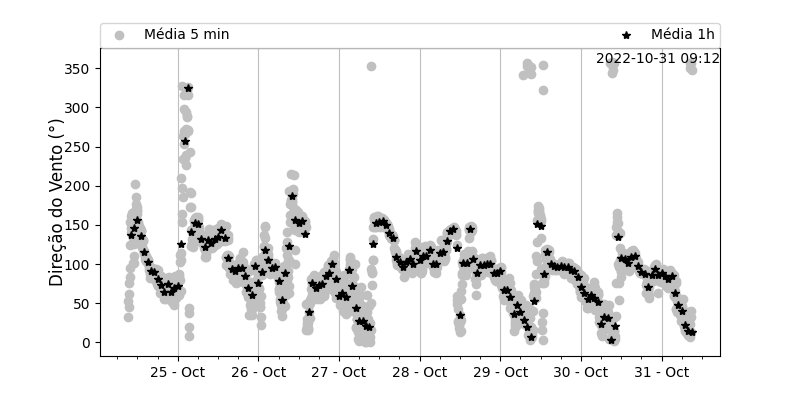 Média 5 min
Média 1h
2022-10-31 09:12
Direção do Vento (°)
350
300
250
200
150
100
50
0
25 - Oct
26 - Oct
27 - Oct
28 - Oct
29 - Oct
30 - Oct
31 - Oct